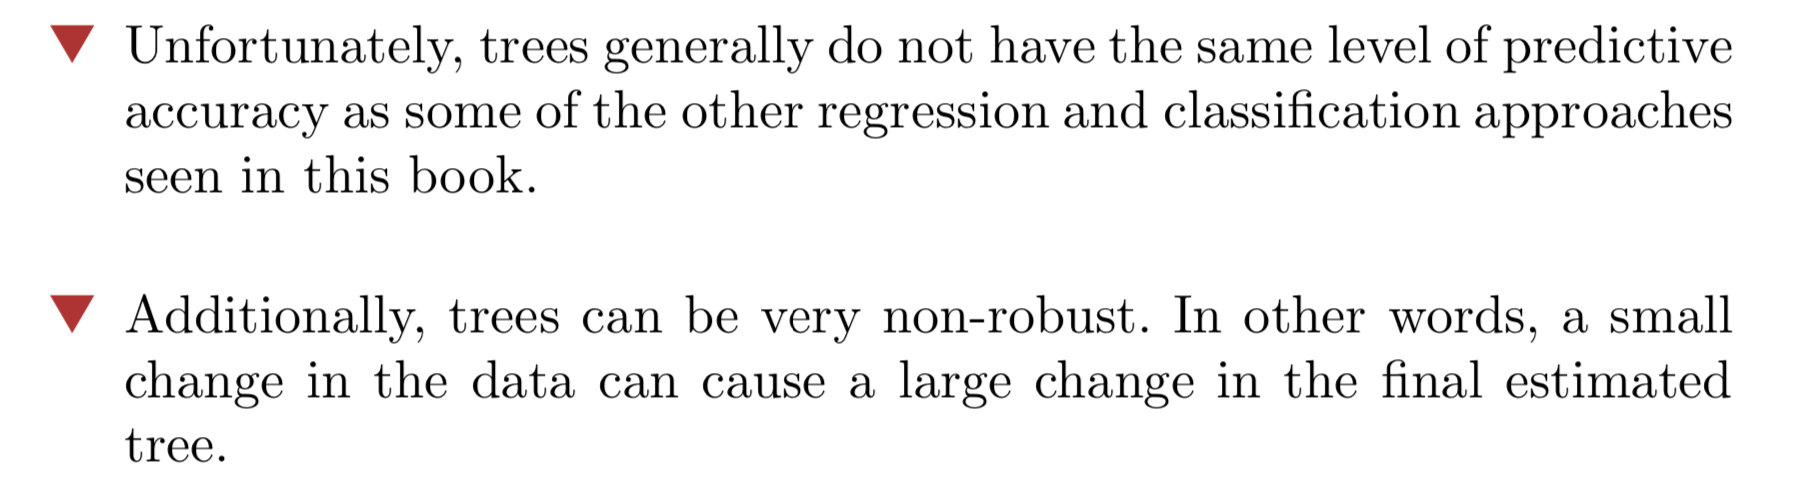 Unfortunately, trees generally do not have the same level of predictive
accuracy as some of the other regression and classification approaches
seen in this book.
Additionally, trees can be very non-robust. In other words, a small
change in the data can cause a large change in the final estimated
tree.